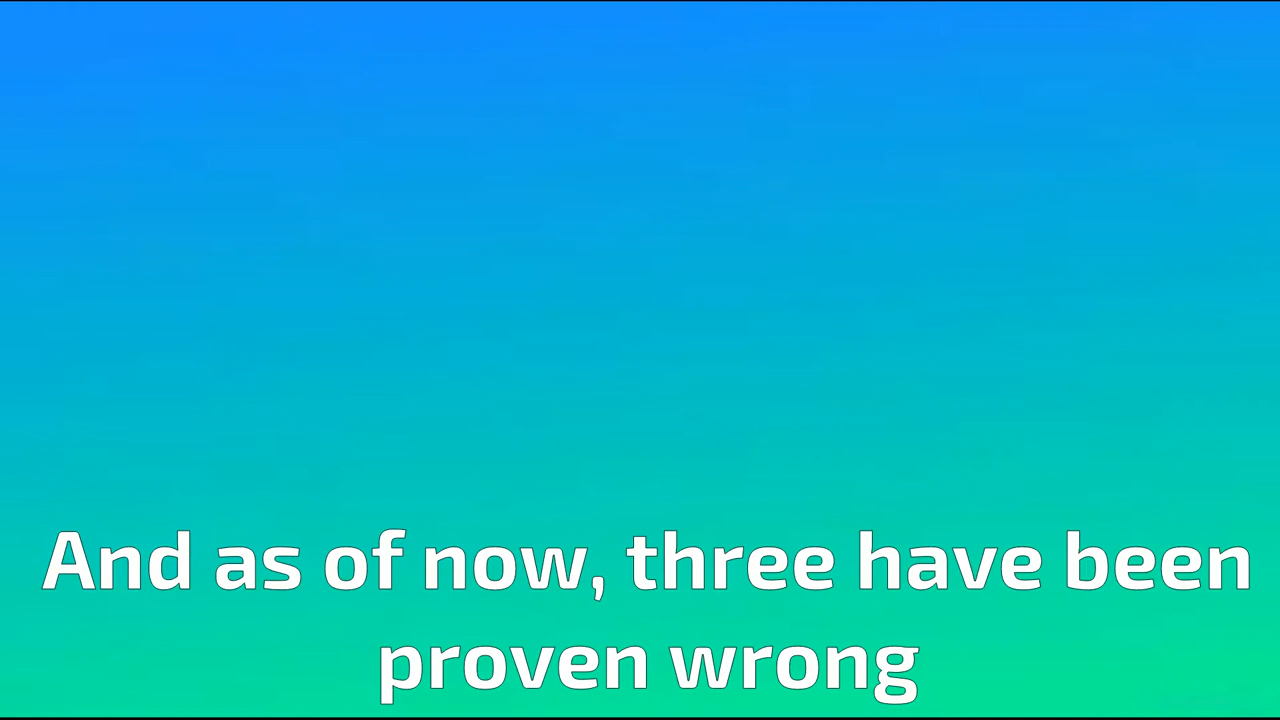 And as of now, three have been
proven wrong